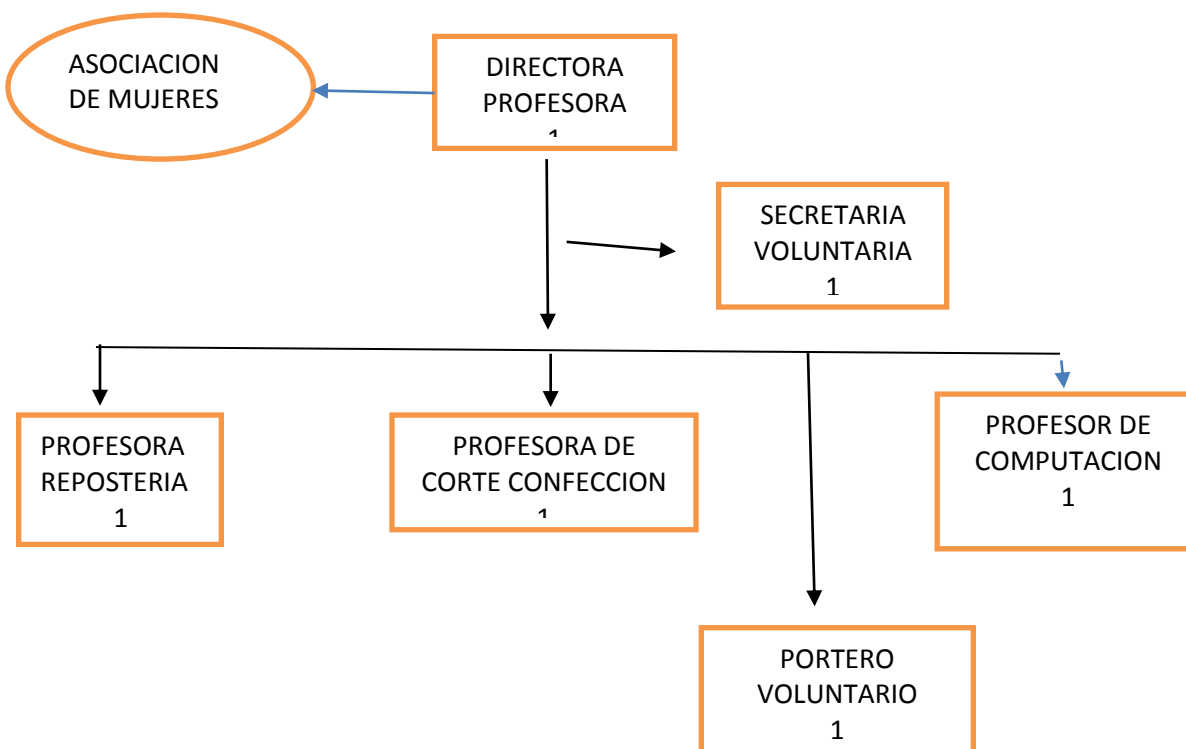 ASOCIACION
DE MUJERES
DIRECTORA
PROFESORA
1
SECRETARIA
VOLUNTARIA
1
PROFESORA
REPOSTERIA
1
PROFESORA DE
CORTE CONFECCION
1
PROFESOR DE
COMPUTACION
1
PORTERO
VOLUNTARIO
1